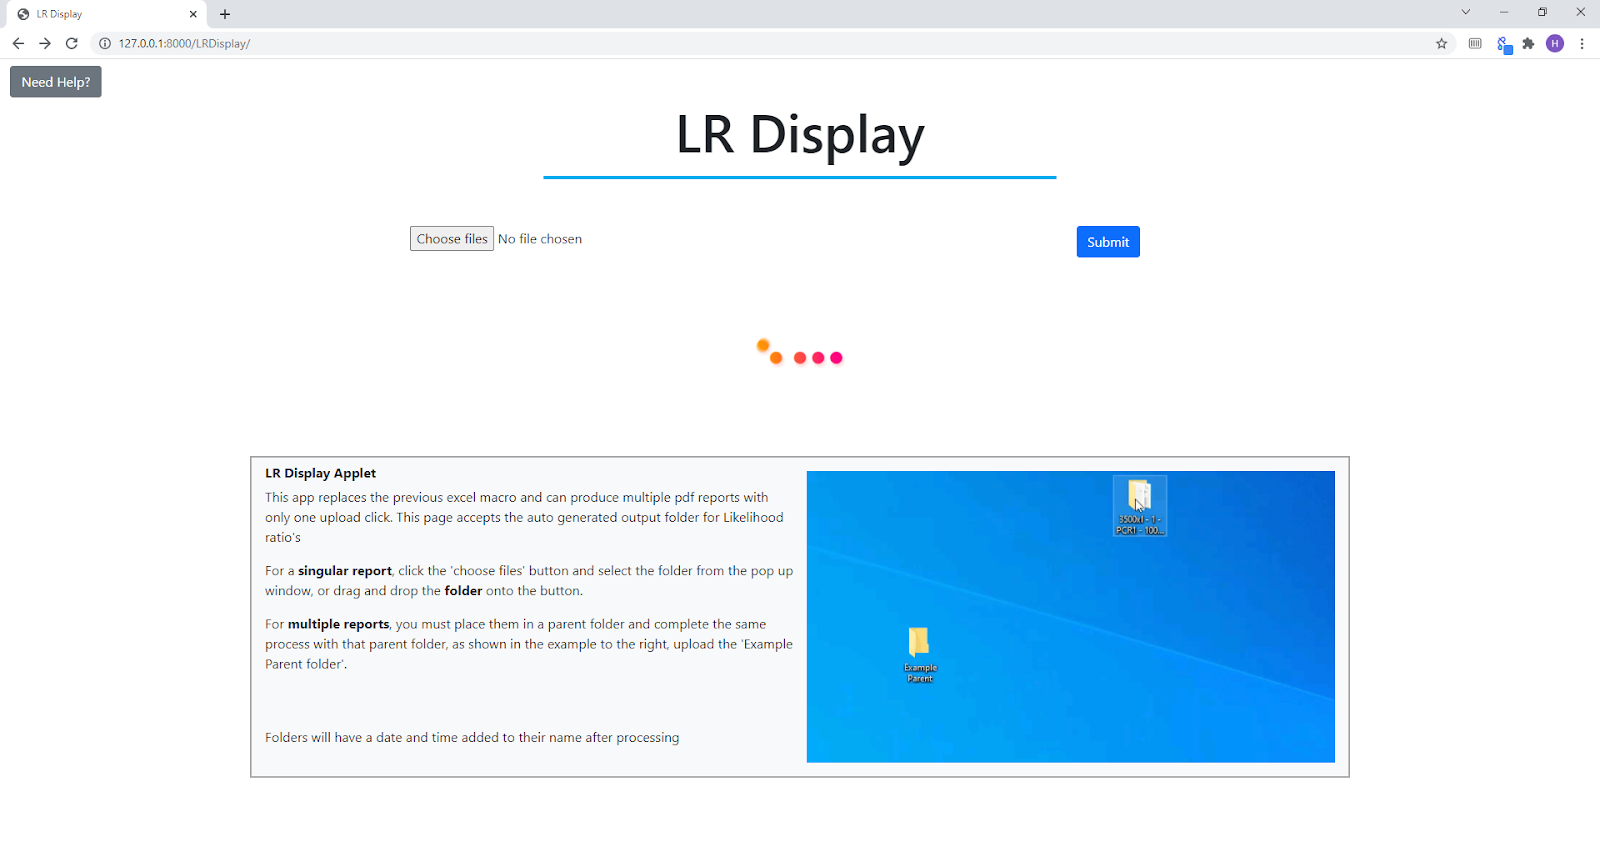 LR Display
127.0.0.1:8000/LRDisplay/
H
Need Help?
LR Display
Choose files No file chosen
Submit
LR Display Applet
This app replaces the previous excel macro and can produce multiple pdf reports with
only one upload click. This page accepts the auto generated output folder for Likelihood
ratio's
For a singular report, click the 'choose files' button and select the folder from the pop up
window, or drag and drop the folder onto the button.
For multiple reports, you must place them in a parent folder and complete the same
process with that parent folder, as shown in the example to the right, upload the 'Example
Parent folder'.
Folders will have a date and time added to their name after processing
3500xl - 1 -
PCR1 - 100...
Example
Parent